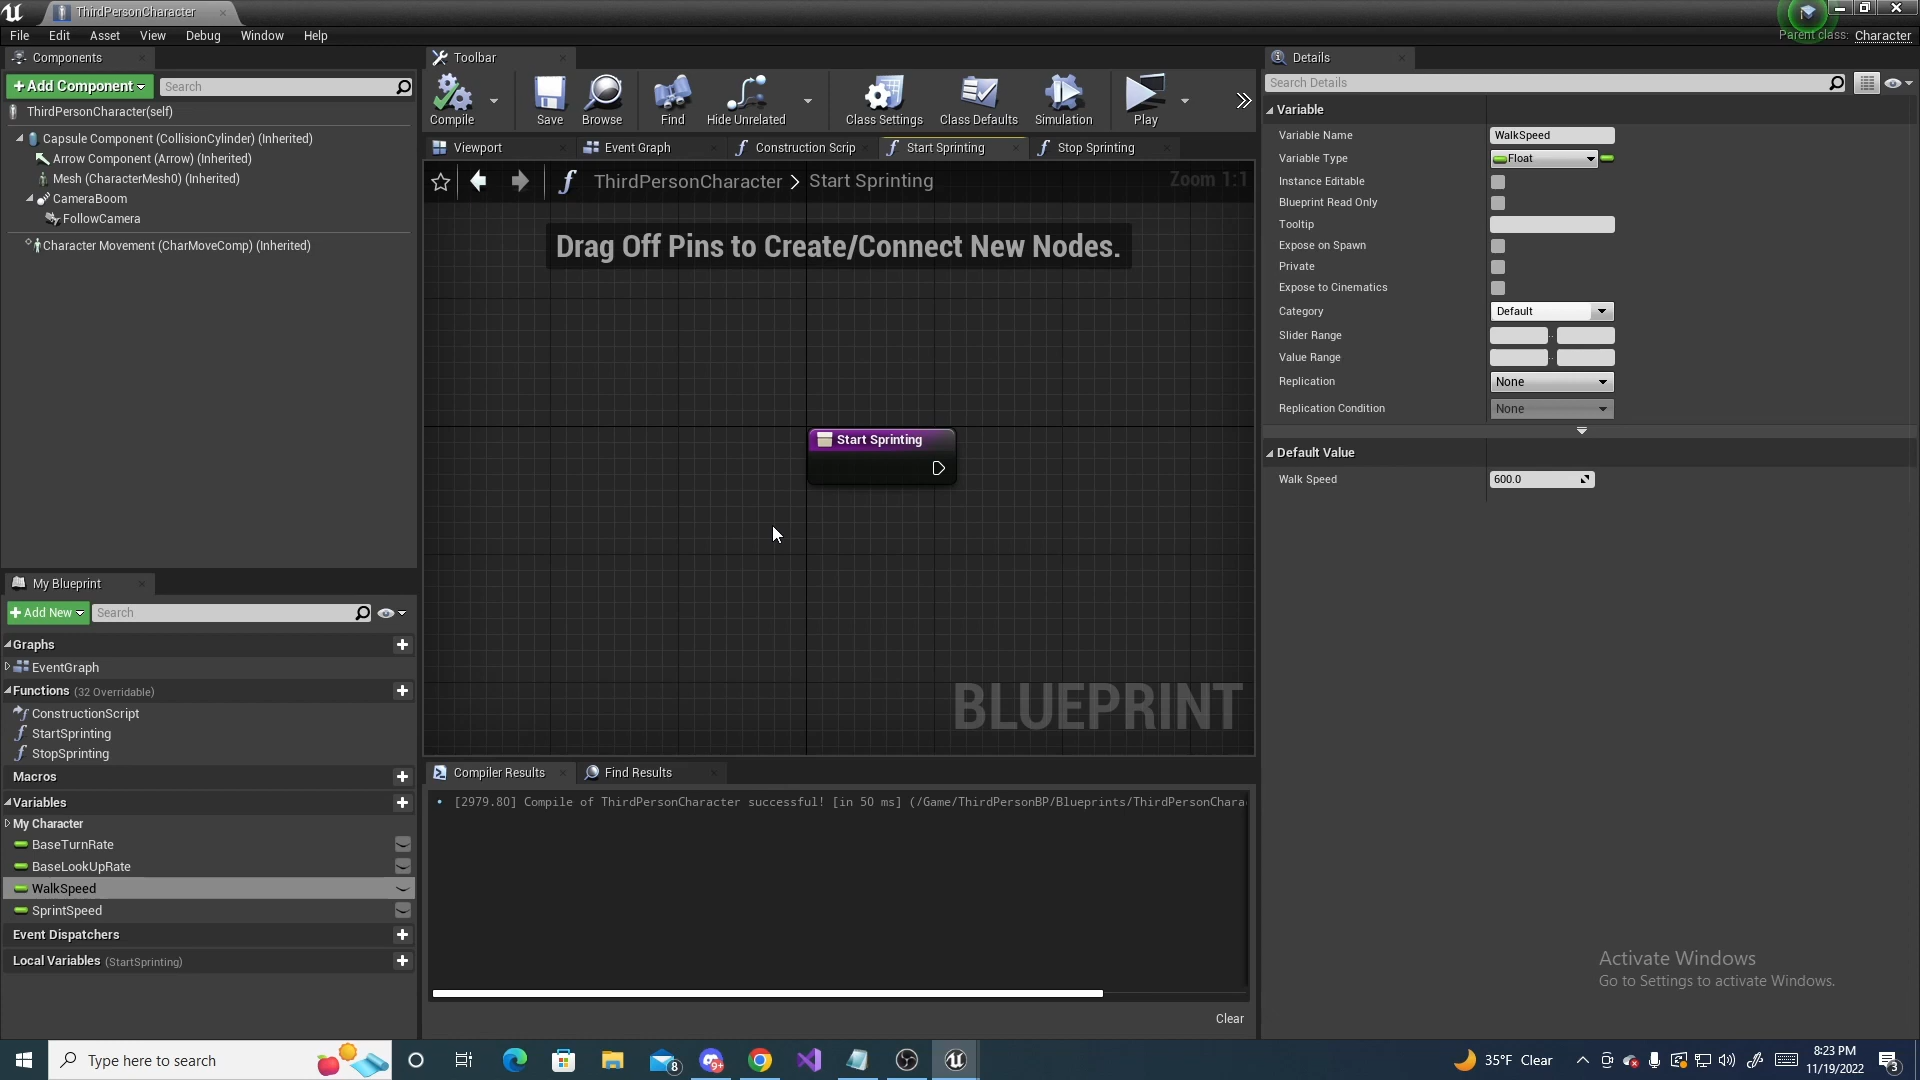 ThirdPersonCharacter
File Edit Asset View Debug Window Help
Parent class: Character
Components
Add Component
Search
ThirdPersonCharacter(self)
Capsule Component (CollisionCylinder) (Inherited)
Arrow Component (Arrow) (Inherited)
Mesh (CharacterMesh0) (Inherited)
CameraBoom
FollowCamera
Character Movement (CharMoveComp) (Inherited)
My Blueprint
Add New
Search
Graphs
EventGraph
Functions (32 Overridable)
ConstructionScript
StartSprinting
StopSprinting
Macros
Variables
My Character
BaseTurnRate
BaseLookUpRate
WalkSpeed
SprintSpeed
Event Dispatchers
Local Variables (StartSprinting)
Toolbar
Compile Save Browse Find Hide Unrelated Class Settings Class Defaults Simulation Play
Viewport Event Graph Construction Scrip Start Sprinting Stop Sprinting
ThirdPersonCharacter > Start Sprinting
Zoom 1:1
Drag Off Pins to Create/Connect New Nodes.
Start Sprinting
BLUEPRINT
Compiler Results Find Results
[2979.80] Compile of ThirdPersonCharacter successful! [in 50 ms] (/Game/ThirdPersonBP/Blueprints/ThirdPersonChara
Clear
Details
Search Details
Variable
Variable Name WalkSpeed
Variable Type Float
Instance Editable
Blueprint Read Only
Tooltip
Expose on Spawn
Private
Expose to Cinematics
Category Default
Slider Range
Value Range
Replication None
Replication Condition None
Default Value
Walk Speed 600.0
Activate Windows
Go to Settings to activate Windows.
Type here to search
8
9+
35°F Clear
8:23 PM
11/19/2022
3